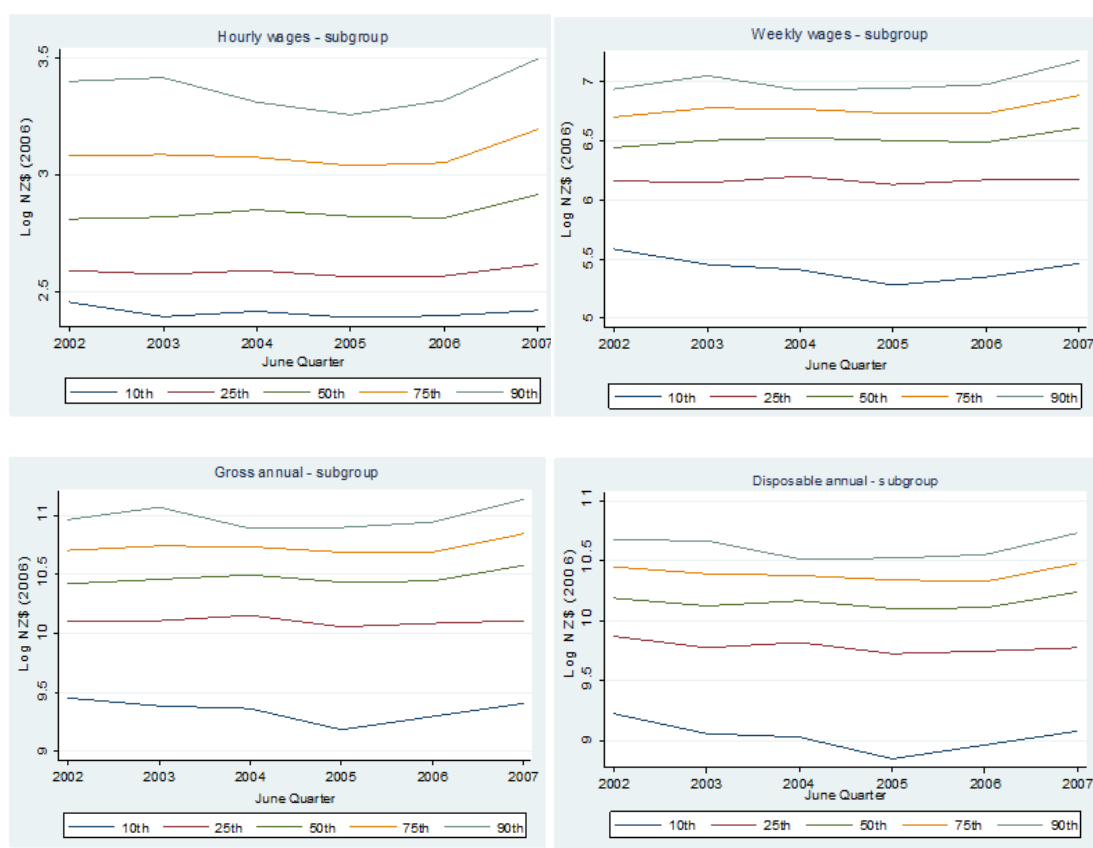 Hourly wages - subgroup
Log NZ$ (2006)
3.5
3
2.5
2002 2003 2004 2005 2006 2007
June Quarter
10th 25th 50th 75th 90th
Weekly wages - subgroup
Log NZ$ (2006)
7
6.5
6
5.5
5
2002 2003 2004 2005 2006 2007
June Quarter
10th 25th 50th 75th 90th
Gross annual - subgroup
Log NZ$ (2006)
11
10.5
10
9.5
9
2002 2003 2004 2005 2006 2007
June Quarter
10th 25th 50th 75th 90th
Disposable annual - subgroup
Log NZ$ (2006)
11
10.5
10
9.5
9
2002 2003 2004 2005 2006 2007
June Quarter
10th 25th 50th 75th 90th